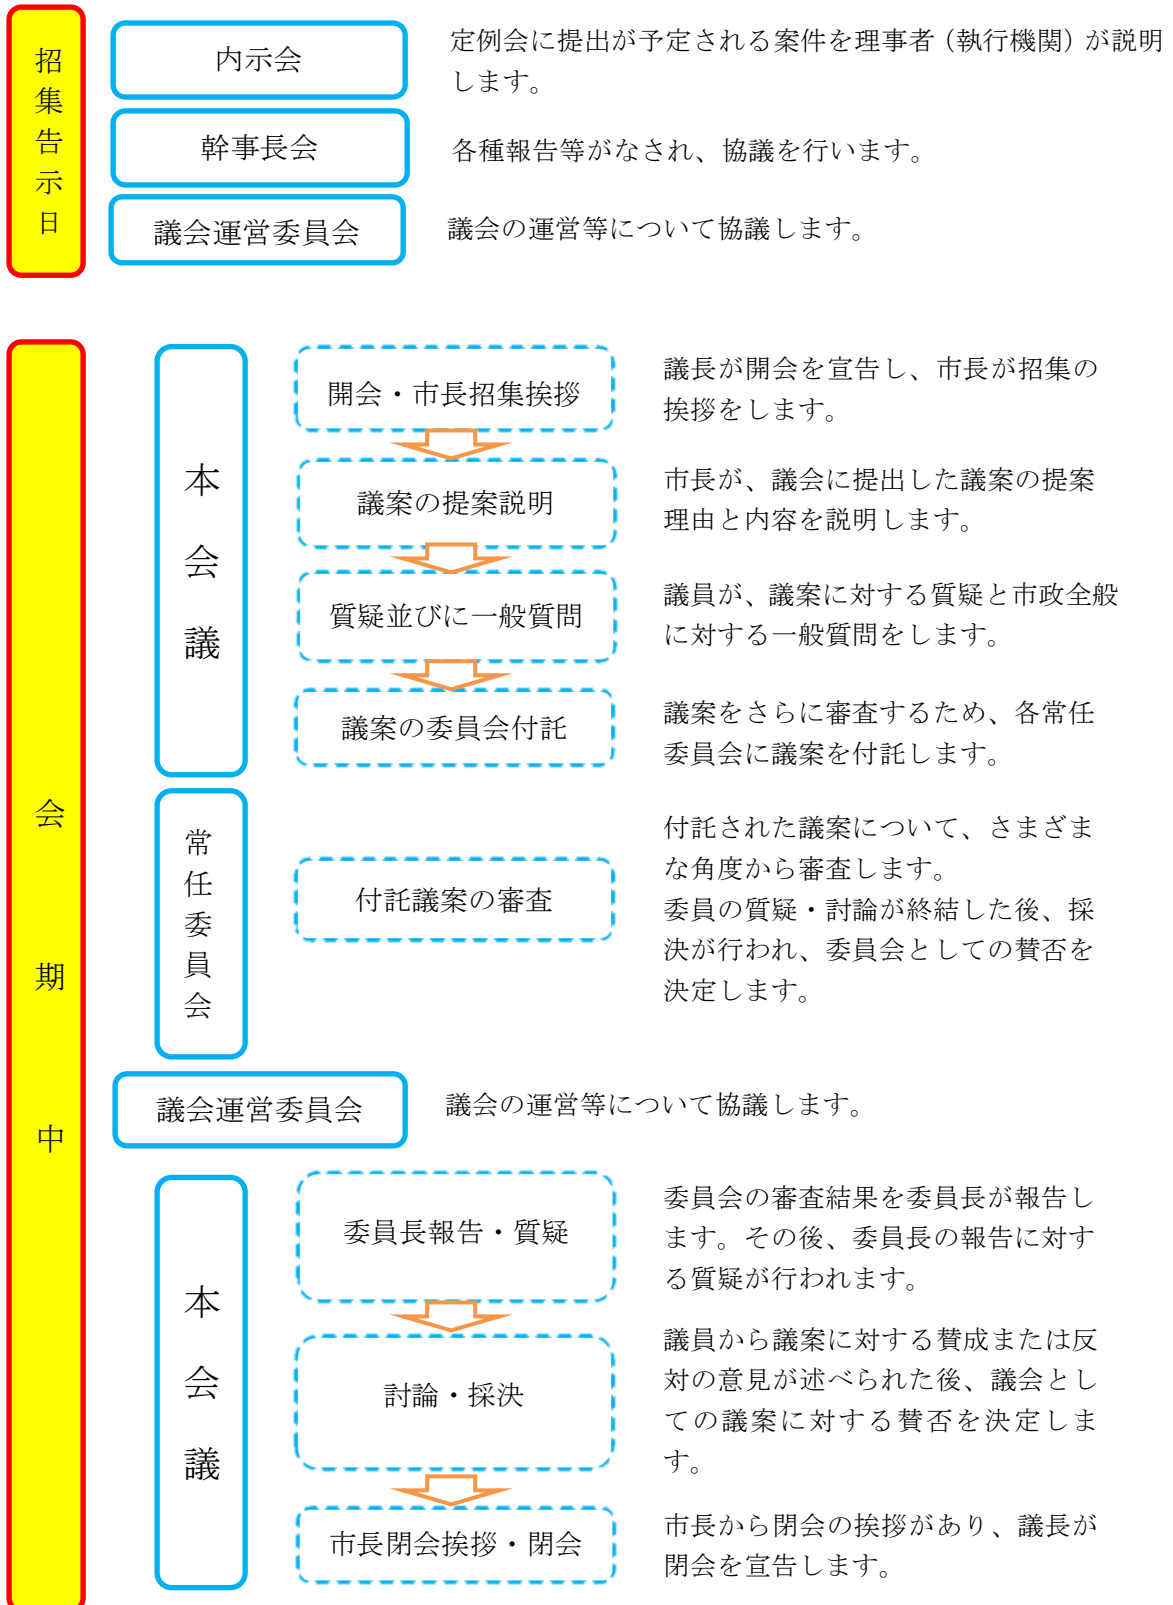 招集告示日
内示会
定例会に提出が予定される案件を理事者（執行機関）が説明
します。
幹事長会
各種報告等がなされ、協議を行います。
議会運営委員会
議会の運営等について協議します。
会期中
本会議
開会・市長招集挨拶
議長が開会を宣告し、市長が招集の
挨拶をします。
議案の提案説明
市長が、議会に提出した議案の提案
理由と内容を説明します。
質疑並びに一般質問
議員が、議案に対する質疑と市政全般
に対する一般質問をします。
議案の委員会付託
議案をさらに審査するため、各常任
委員会に議案を付託します。
常任委員会
付託議案の審査
付託された議案について、さまざま
な角度から審査します。
委員の質疑・討論が終結した後、採
決が行われ、委員会としての賛否を
決定します。
議会運営委員会
議会の運営等について協議します。
本会議
委員長報告・質疑
委員会の審査結果を委員長が報告し
ます。その後、委員長の報告に対す
る質疑が行われます。
討論・採決
議員から議案に対する賛成または反
対の意見が述べられた後、議会とし
ての議案に対する賛否を決定しま
す。
市長閉会挨拶・閉会
市長から閉会の挨拶があり、議長が
閉会を宣告します。